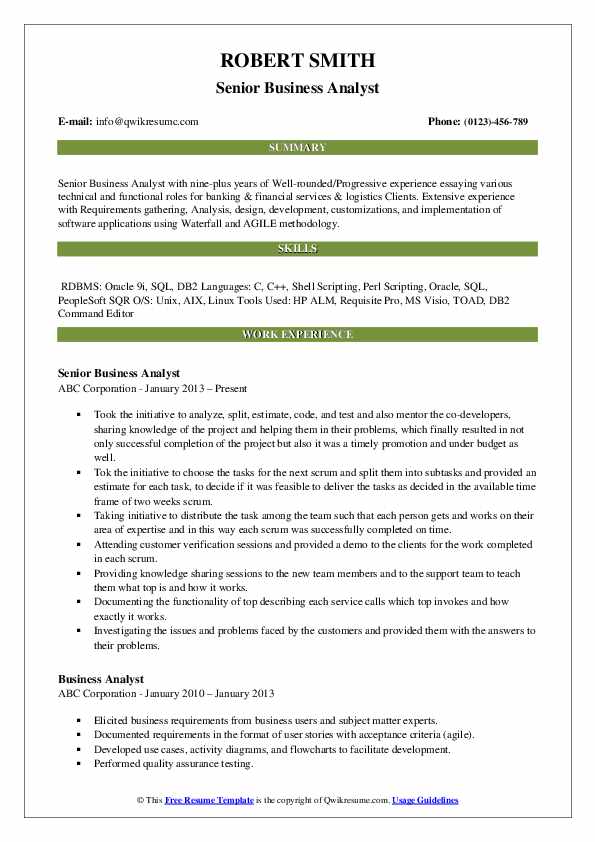 ROBERT SMITH
Senior Business Analyst
E-mail: info@qwikresume.com
Phone: (0123)-456-789
SUMMARY
Senior Business Analyst with nine-plus years of Well-rounded/Progressive experience essaying various
technical and functional roles for banking & financial services & logistics Clients. Extensive experience
with Requirements gathering, Analysis, design, development, customizations, and implementation of
software applications using Waterfall and AGILE methodology.
SKILLS
RDBMS: Oracle 9i, SQL, DB2 Languages: C, C++, Shell Scripting, Perl Scripting, Oracle, SQL,
PeopleSoft SQR O/S: Unix, AIX, Linux Tools Used: HP ALM, Requisite Pro, MS Visio, TOAD, DB2
Command Editor
WORK EXPERIENCE
Senior Business Analyst
ABC Corporation - January 2013 – Present
▪ Took the initiative to analyze, split, estimate, code, and test and also mentor the co-developers,
sharing knowledge of the project and helping them in their problems, which finally resulted in not
only successful completion of the project but also it was a timely promotion and under budget as
well.
▪ Tok the initiative to choose the tasks for the next scrum and split them into subtasks and provided an
estimate for each task, to decide if it was feasible to deliver the tasks as decided in the available time
frame of two weeks scrum.
▪ Taking initiative to distribute the task among the team such that each person gets and works on their
area of expertise and in this way each scrum was successfully completed on time.
▪ Attending customer verification sessions and provided a demo to the clients for the work completed
in each scrum.
▪ Providing knowledge sharing sessions to the new team members and to the support team to teach
them what top is and how it works.
▪ Documenting the functionality of top describing each service calls which top invokes and how
exactly it works.
▪ Investigating the issues and problems faced by the customers and provided them with the answers to
their problems.
Business Analyst
ABC Corporation - January 2010 – January 2013
▪ Elicited business requirements from business users and subject matter experts.
▪ Documented requirements in the format of user stories with acceptance criteria (agile).
▪ Developed use cases, activity diagrams, and flowcharts to facilitate development.
▪ Performed quality assurance testing.
© This Free Resume Template is the copyright of Qwikresume.com. Usage Guidelines